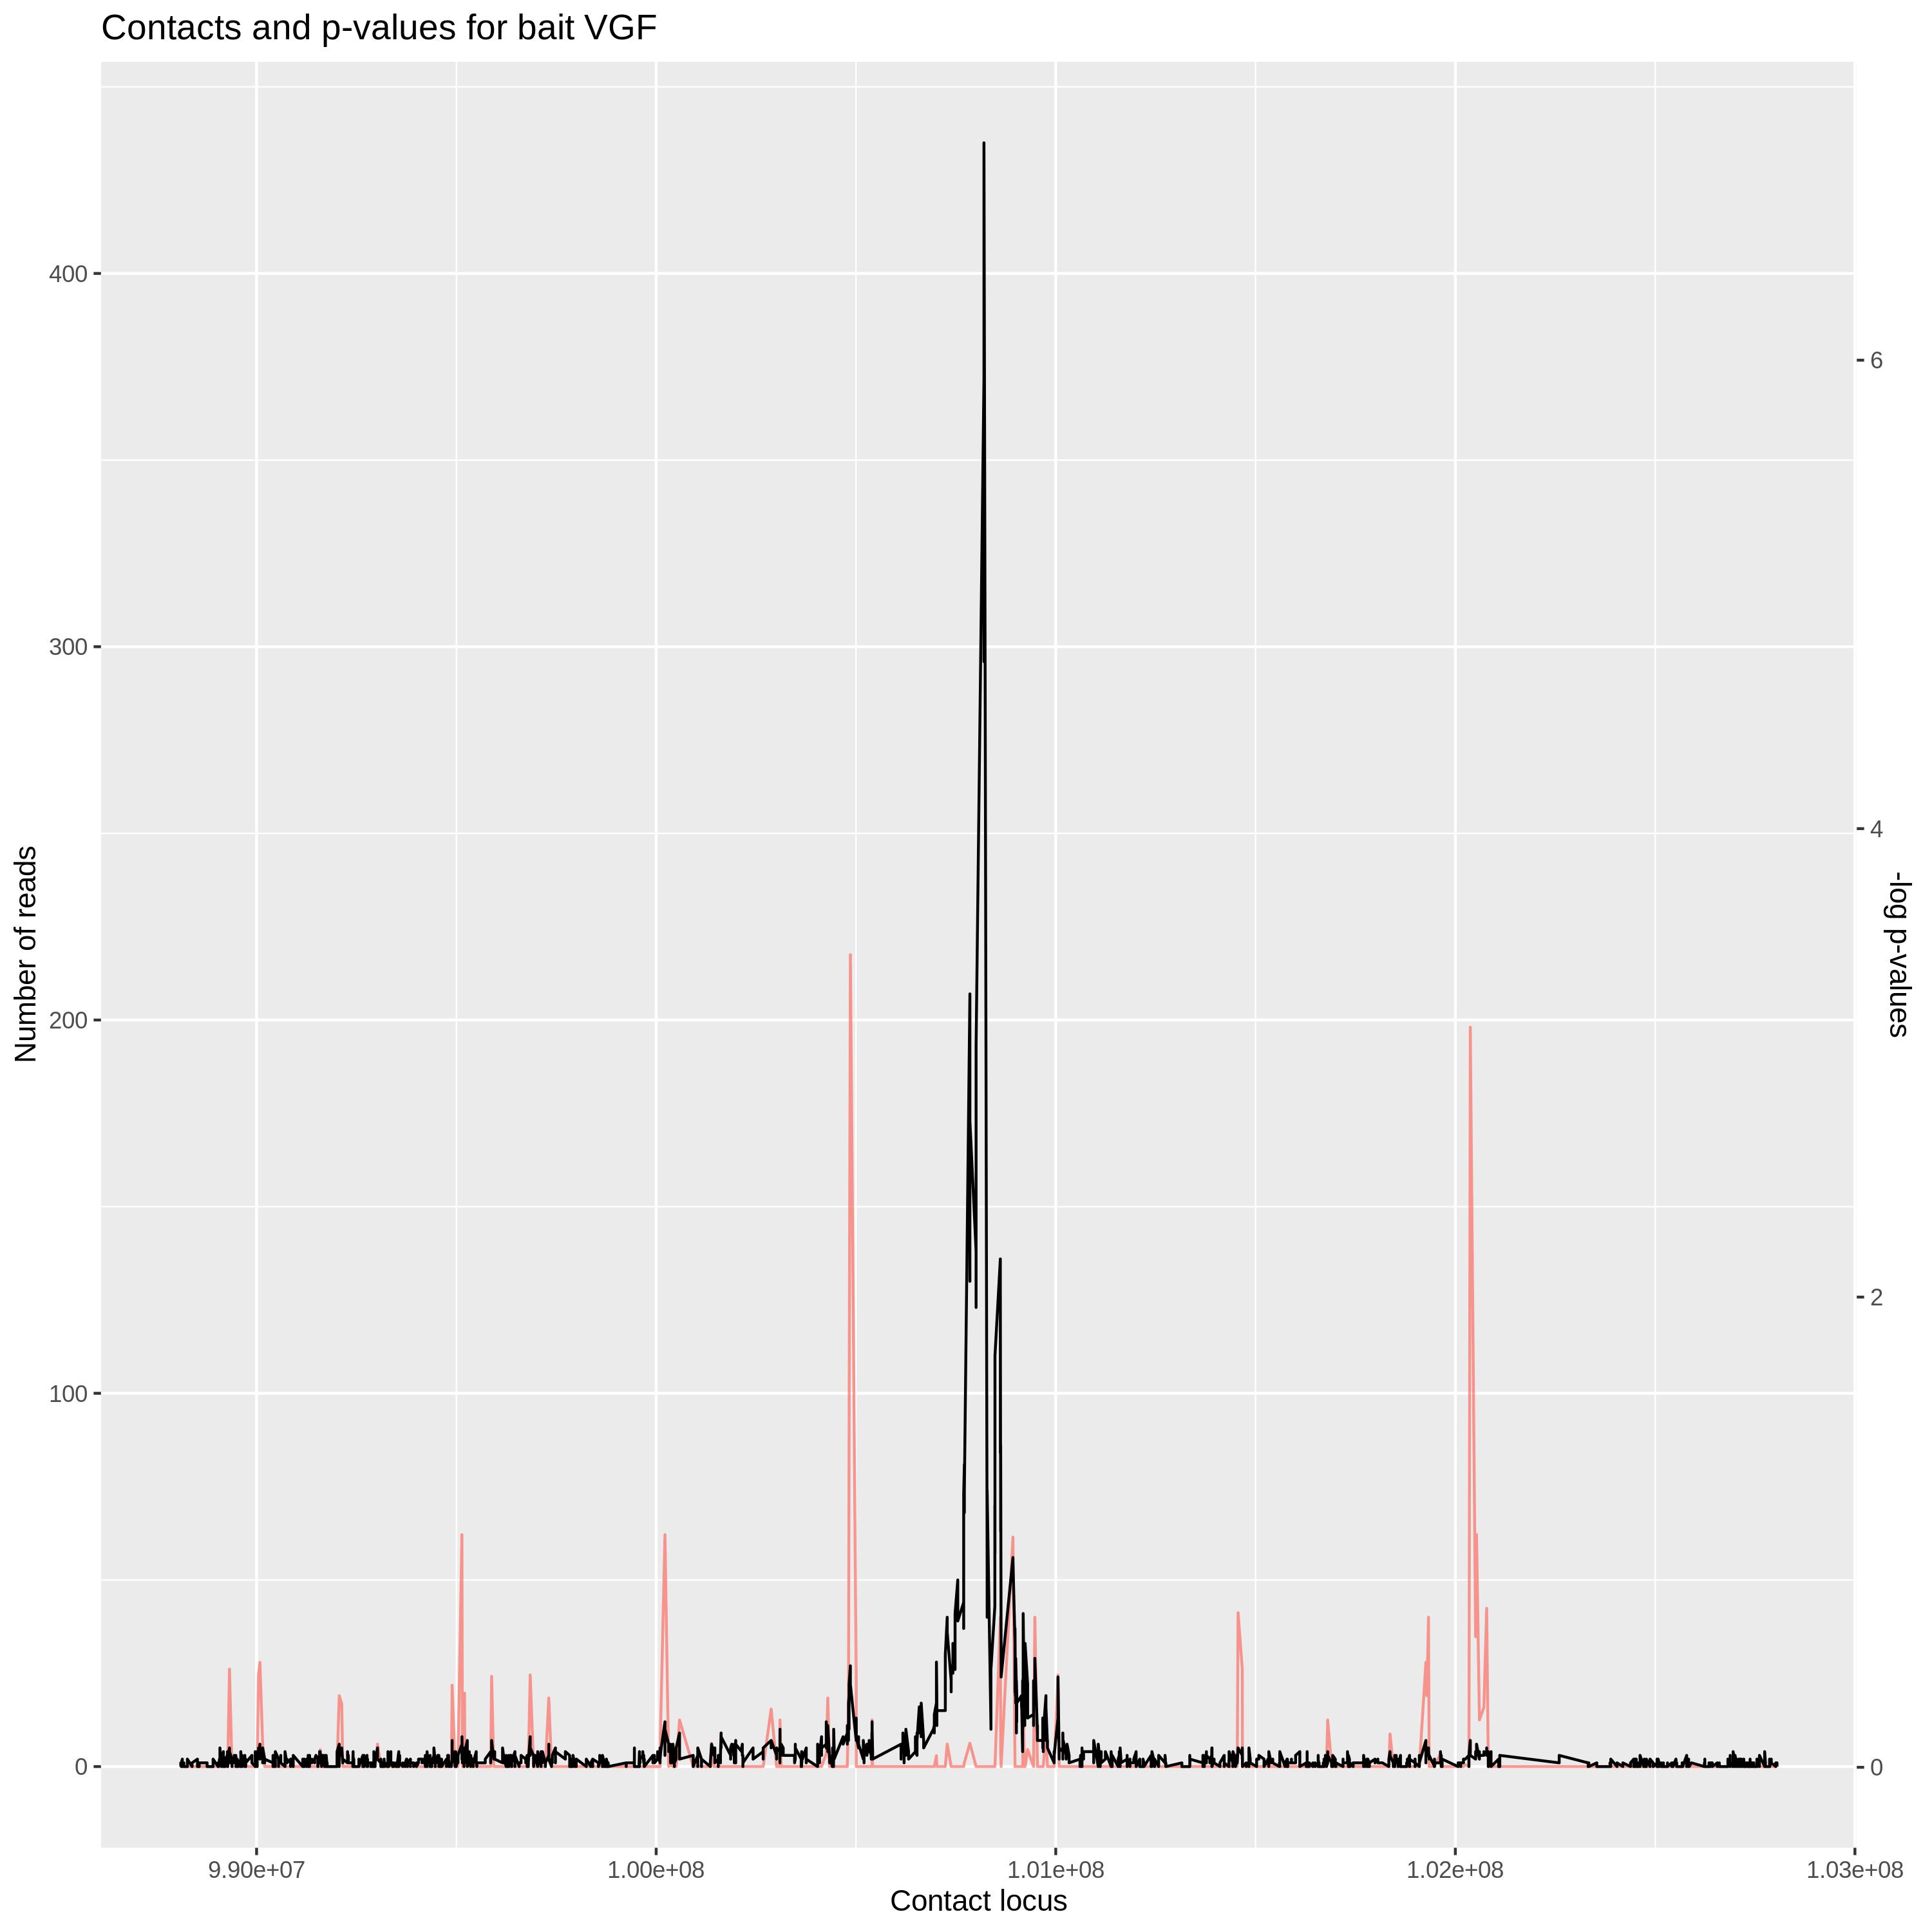 Contacts and p-values for bait VGF
Number of reads
400
300
200
100
0
6
4
2
0
-log p-values
9.90e+07
1.00e+08
1.01e+08
1.02e+08
1.03e+08
Contact locus